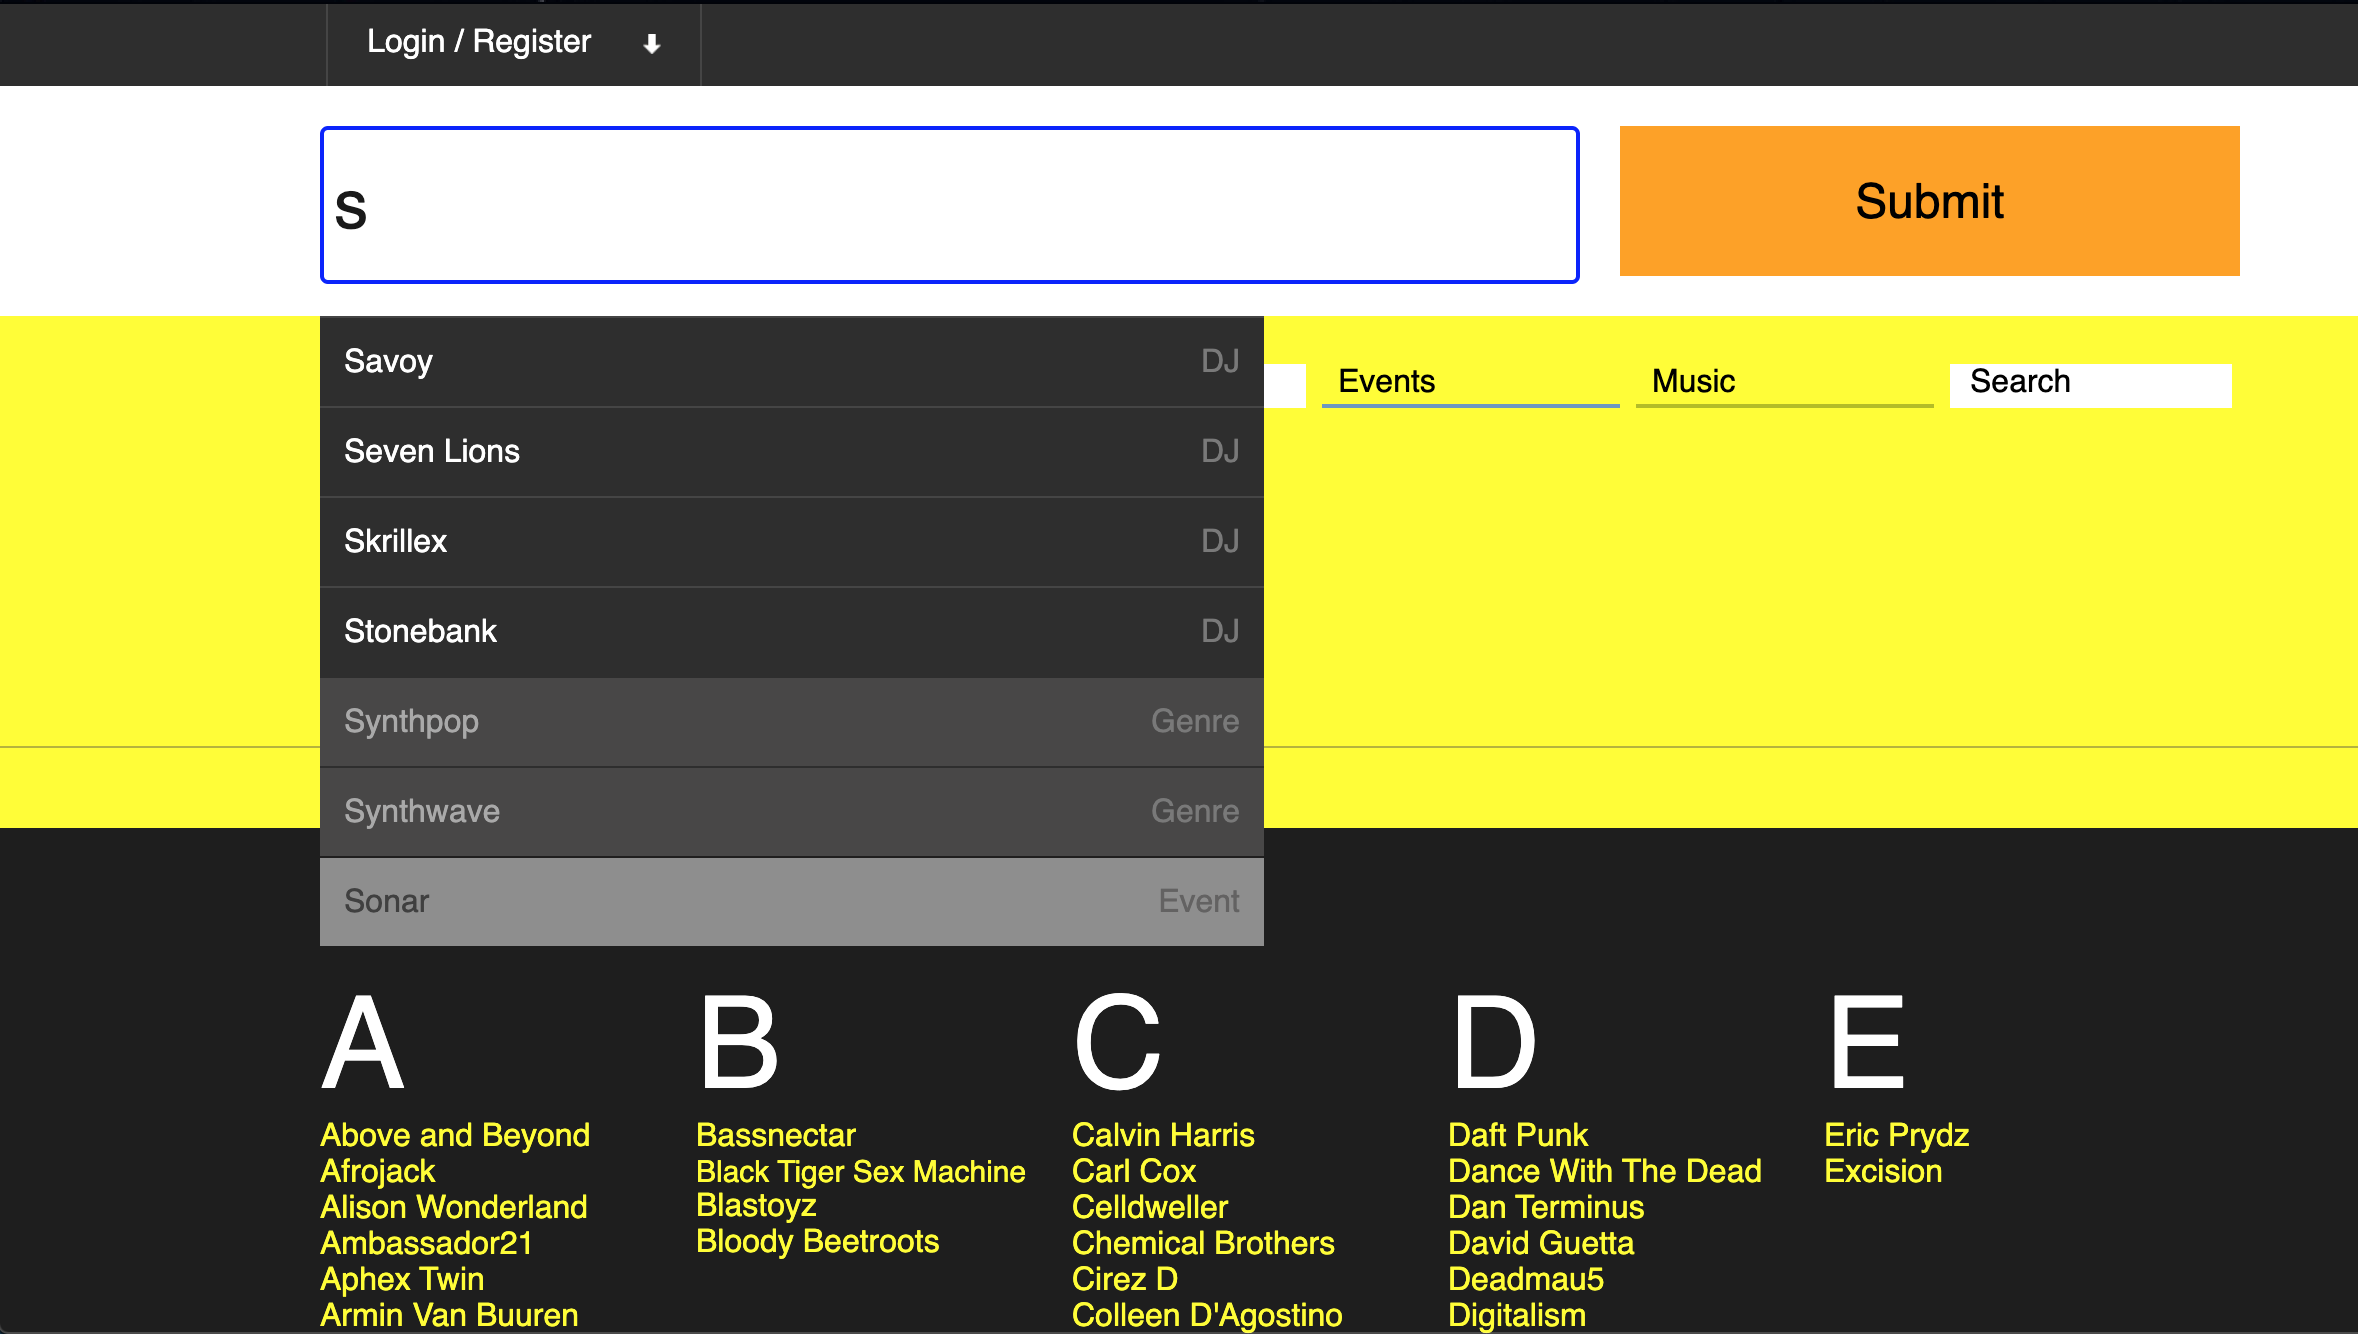 Login / Register
s
Submit
Events
Music
Search
Savoy DJ
Seven Lions DJ
Skrillex DJ
Stonebank DJ
Synthpop Genre
Synthwave Genre
Sonar Event
A
Above and Beyond
Afrojack
Alison Wonderland
Ambassador21
Aphex Twin
Armin Van Buuren
B
Bassnectar
Black Tiger Sex Machine
Blastoyz
Bloody Beetroots
C
Calvin Harris
Carl Cox
Celldweller
Chemical Brothers
Cirez D
Colleen D'Agostino
D
Daft Punk
Dance With The Dead
Dan Terminus
David Guetta
Deadmau5
Digitalism
E
Eric Prydz
Excision